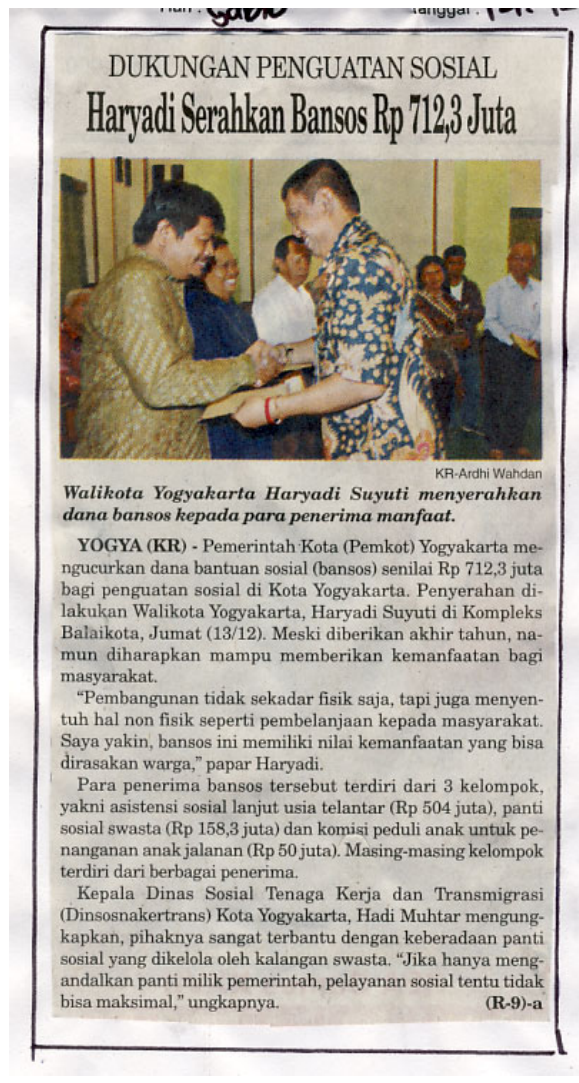 DUKUNGAN PENGUATAN SOSIAL
Haryadi Serahkan Bansos Rp 712,3 Juta
KR-Ardhi Wahdan
Walikota Yogyakarta Haryadi Suyuti menyerahkan
dana bansos kepada para penerima manfaat.
YOGYA (KR) - Pemerintah Kota (Pemkot) Yogyakarta me-
ngucurkan dana bantuan sosial (bansos) senilai Rp 712,3 juta
bagi penguatan sosial di Kota Yogyakarta. Penyerahan di-
lakukan Walikota Yogyakarta, Haryadi Suyuti di Kompleks
Balaikota, Jumat (13/12). Meski diberikan akhir tahun, na-
mun diharapkan mampu memberikan kemanfaatan bagi
masyarakat.
“Pembangunan tidak sekadar fisik saja, tapi juga menyen-
tuh hal non fisik seperti pembelanjaan kepada masyarakat.
Saya yakin, bansos ini memiliki nilai kemanfaatan yang bisa
dirasakan warga,” papar Haryadi.
Para penerima bansos tersebut terdiri dari 3 kelompok,
yakni asistensi sosial lanjut usia telantar (Rp 504 juta), panti
sosial swasta (Rp 158,3 juta) dan komisi peduli anak untuk pe-
nanganan anak jalanan (Rp 50 juta). Masing-masing kelompok
terdiri dari berbagai penerima.
Kepala Dinas Sosial Tenaga Kerja dan Transmigrasi
(Dinsosnakertrans) Kota Yogyakarta, Hadi Muhtar mengung-
kapkan, pihaknya sangat terbantu dengan keberadaan panti
sosial yang dikelola oleh kalangan swasta. “Jika hanya meng-
andalkan panti milik pemerintah, pelayanan sosial tentu tidak
bisa maksimal,” ungkapnya. (R-9)-a